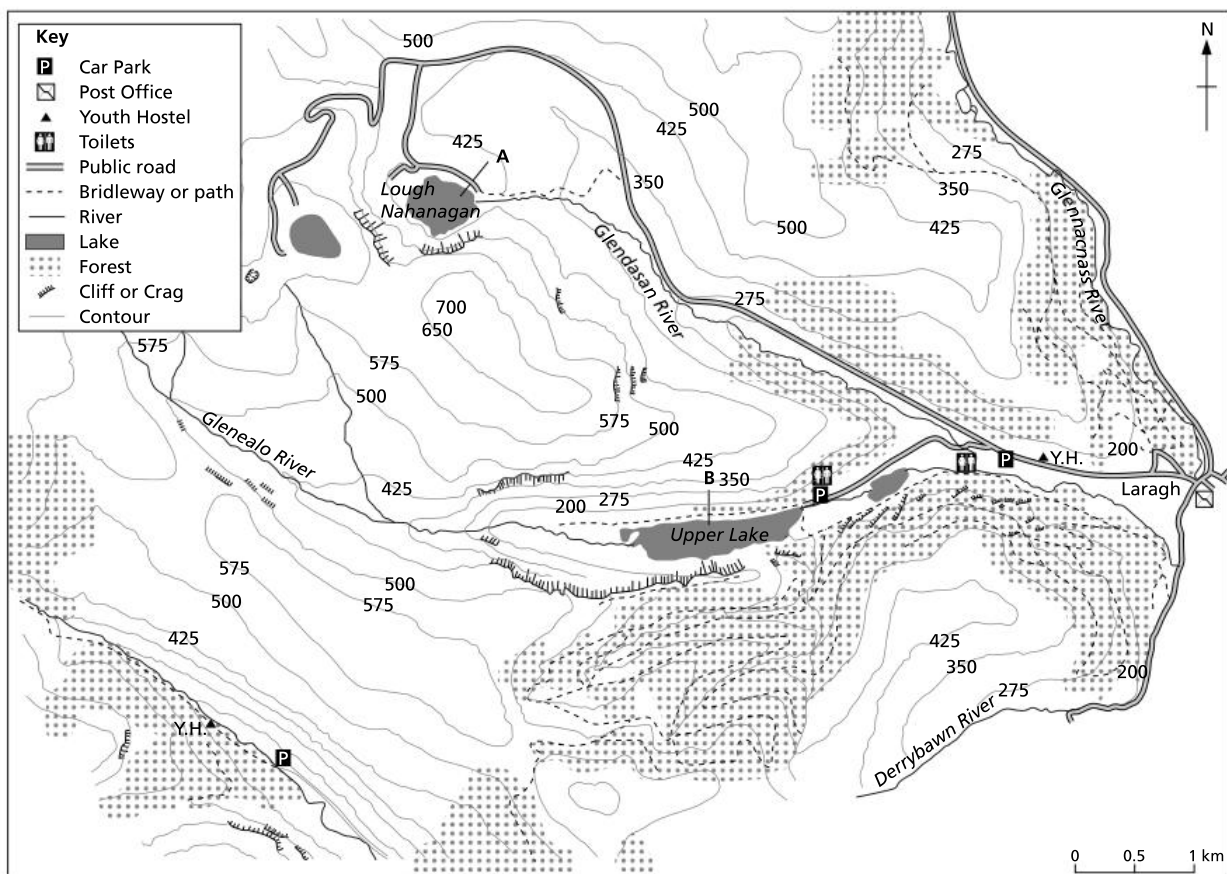 Key
P Car Park
Post Office
Youth Hostel
Toilets
Public road
Bridleway or path
River
Lake
Forest
Cliff or Crag
Contour
N
500
500
425
425
A
275
Lough
Nahanagan
350
350
Glennacnass River
500
425
Glendasan River
275
700
650
575
575
500
575
500
200
Glenealo River
425
P
Y.H.
425
B
350
275
200
P
Laragh
Upper Lake
575
500
500
575
425
425
350
200
275
Y.H.
P
Derrybawn River
0 0.5 1 km